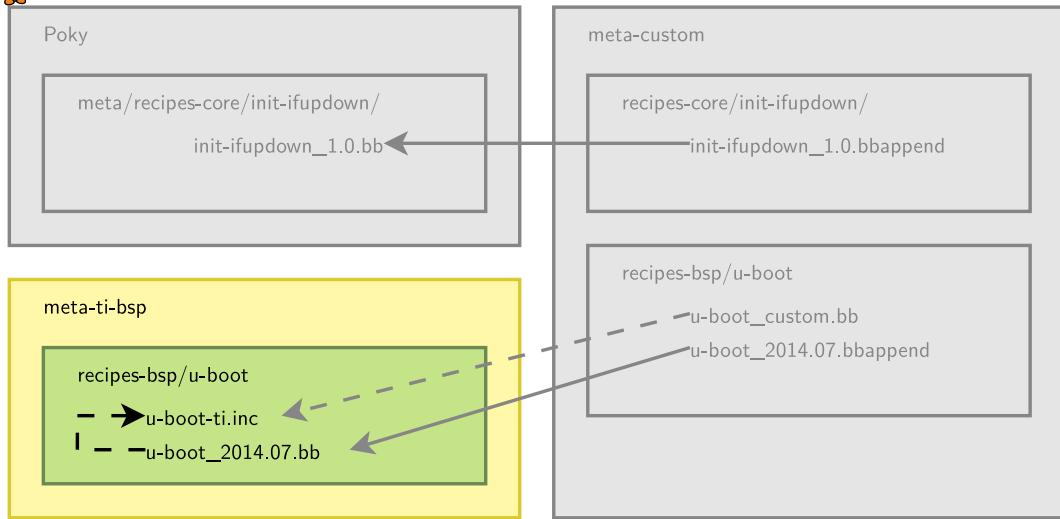 Poky
meta/recipes-core/init-ifupdown/
init-ifupdown_1.0.bb
meta-custom
recipes-core/init-ifupdown/
init-ifupdown_1.0.bbappend
recipes-bsp/u-boot
u-boot_custom.bb
u-boot_2014.07.bbappend
meta-ti-bsp
recipes-bsp/u-boot
u-boot-ti.inc
u-boot_2014.07.bb